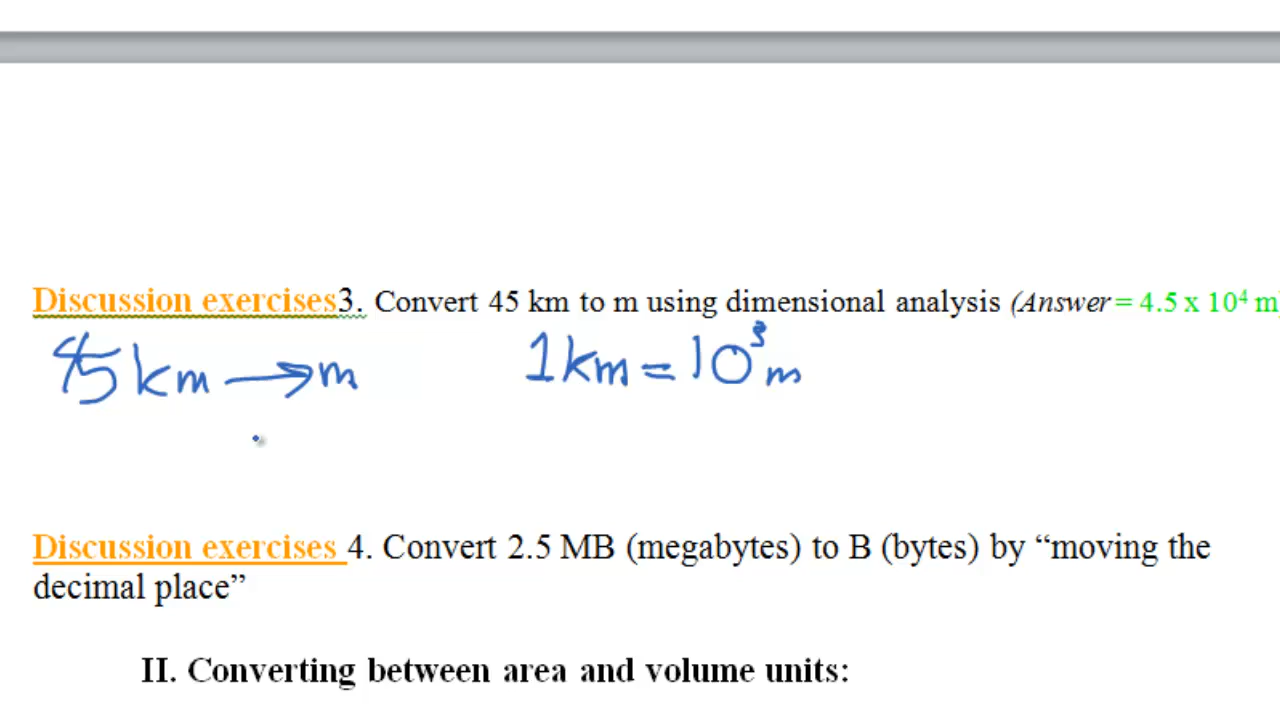 Discussion exercises3. Convert 45 km to m using dimensional analysis (Answer = 4.5 x 10⁴ m)
45 km → m 1 km = 10³ m
Discussion exercises 4. Convert 2.5 MB (megabytes) to B (bytes) by “moving the
decimal place”
II. Converting between area and volume units: